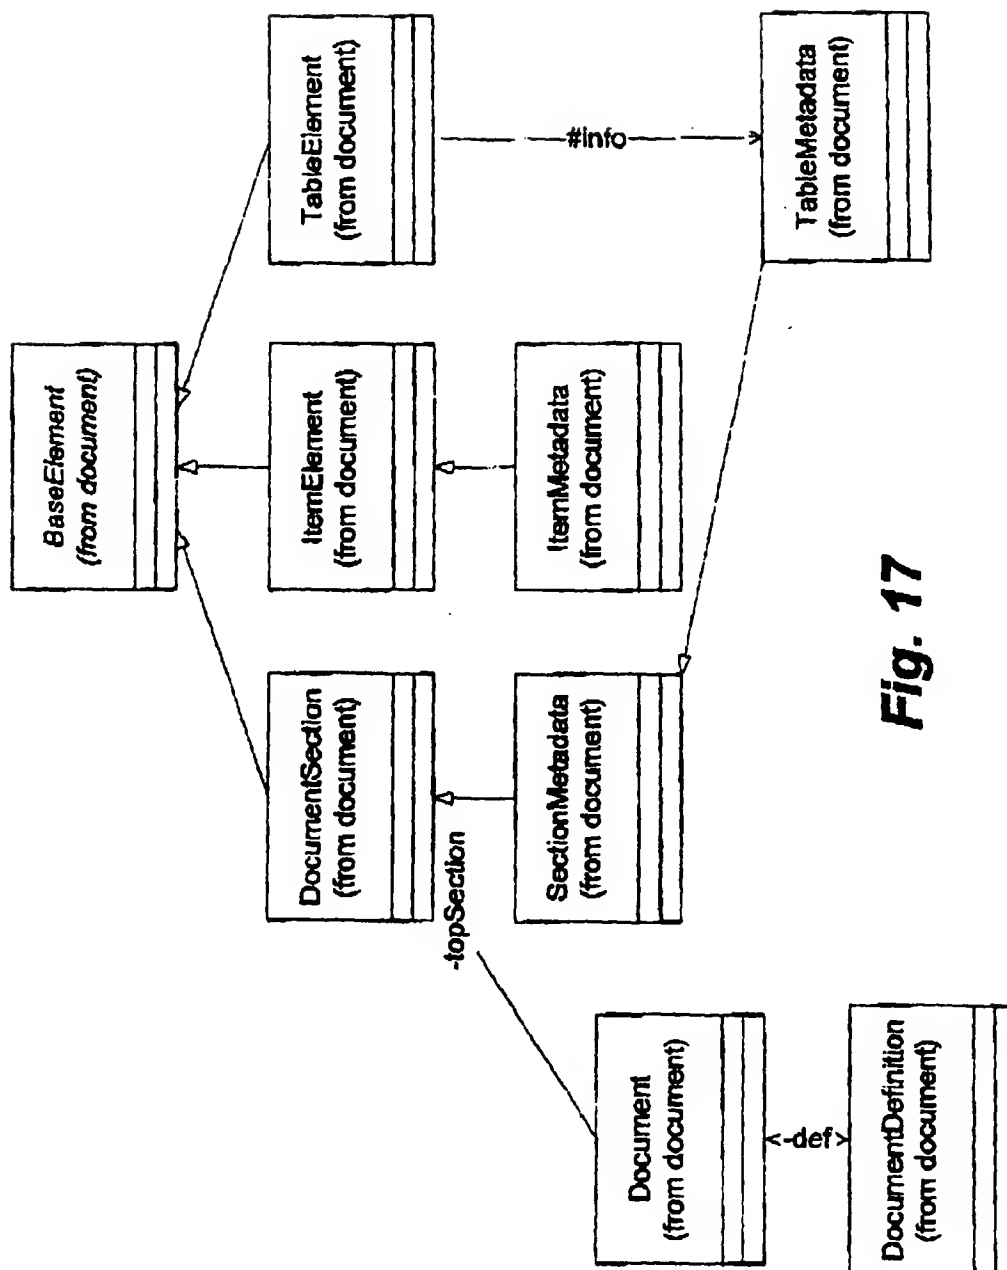 BaseElement
(from document)
DocumentSection
(from document)
ItemElement
(from document)
TableElement
(from document)
-topSection
#info
SectionMetadata
(from document)
ItemMetadata
(from document)
TableMetadata
(from document)
Document
(from document)
<-def>
DocumentDefinition
(from document)
Fig. 17